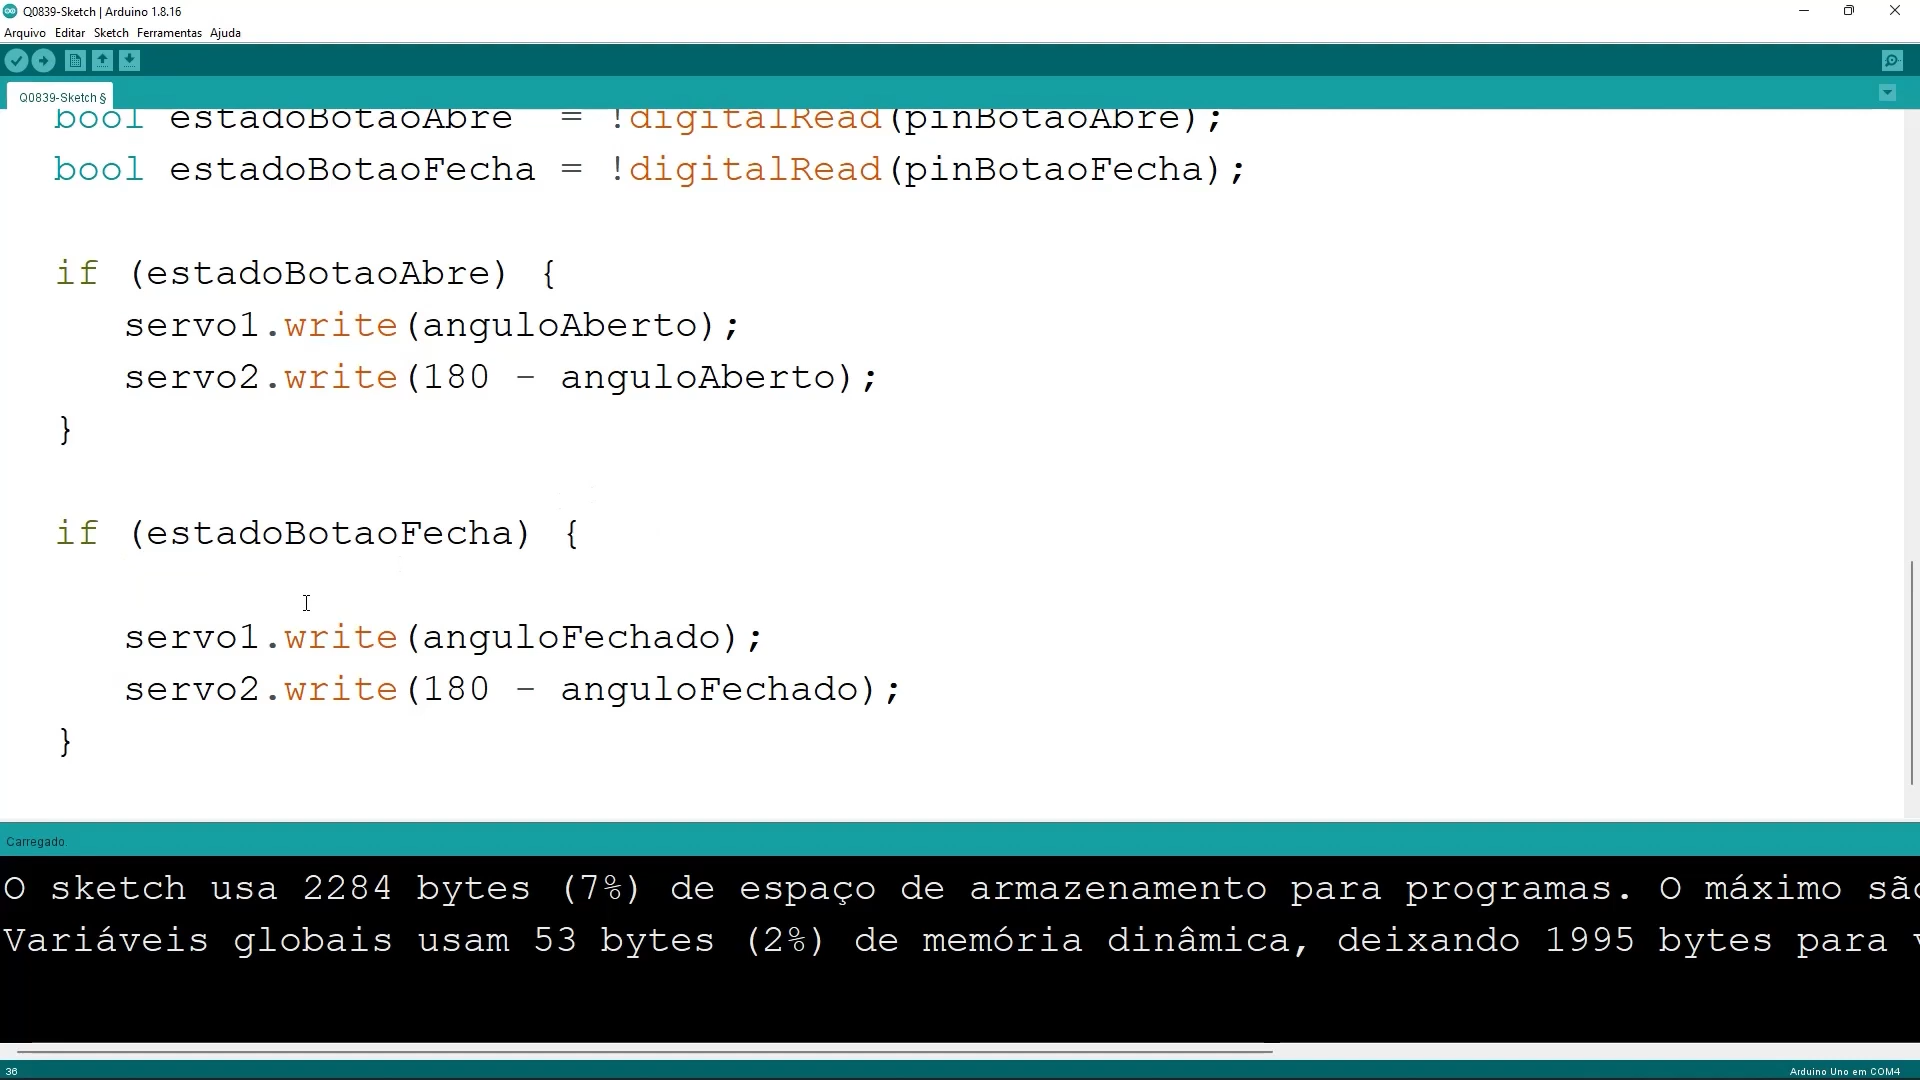 Q0839-Sketch | Arduino 1.8.16
Arquivo Editar Sketch Ferramentas Ajuda
Q0839-Sketch §
bool estadoBotaoAbre  = !digitalRead(pinBotaoAbre);
bool estadoBotaoFecha = !digitalRead(pinBotaoFecha);
if (estadoBotaoAbre) {
servo1.write(anguloAberto);
servo2.write(180 - anguloAberto);
}
if (estadoBotaoFecha) {
servo1.write(anguloFechado);
servo2.write(180 - anguloFechado);
}
Carregado.
O sketch usa 2284 bytes (7%) de espaço de armazenamento para programas. O máximo
Variáveis globais usam 53 bytes (2%) de memória dinâmica, deixando 1995 bytes para
36
Arduino Uno em COM4